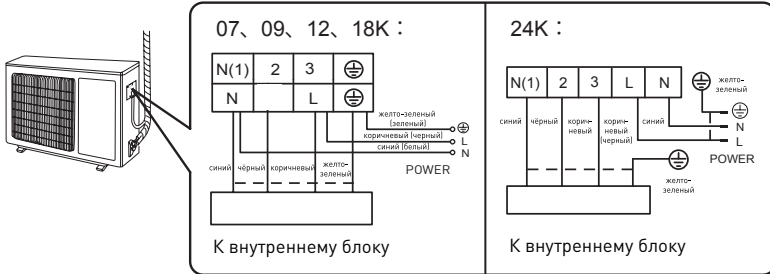 07、09、12、18K：
N(1) 2 3
N L
желто-зеленый
(зеленый)
коричневый (черный)
L
синий (белый)
N
POWER
синий чёрный коричневый желто-
зеленый
К внутреннему блоку
24K：
N(1) 2 3 L N
желто-
зеленый
синий чёрный корич-
невый корич-
невый
(черный) синий
N
L
POWER
желто-
зеленый
К внутреннему блоку